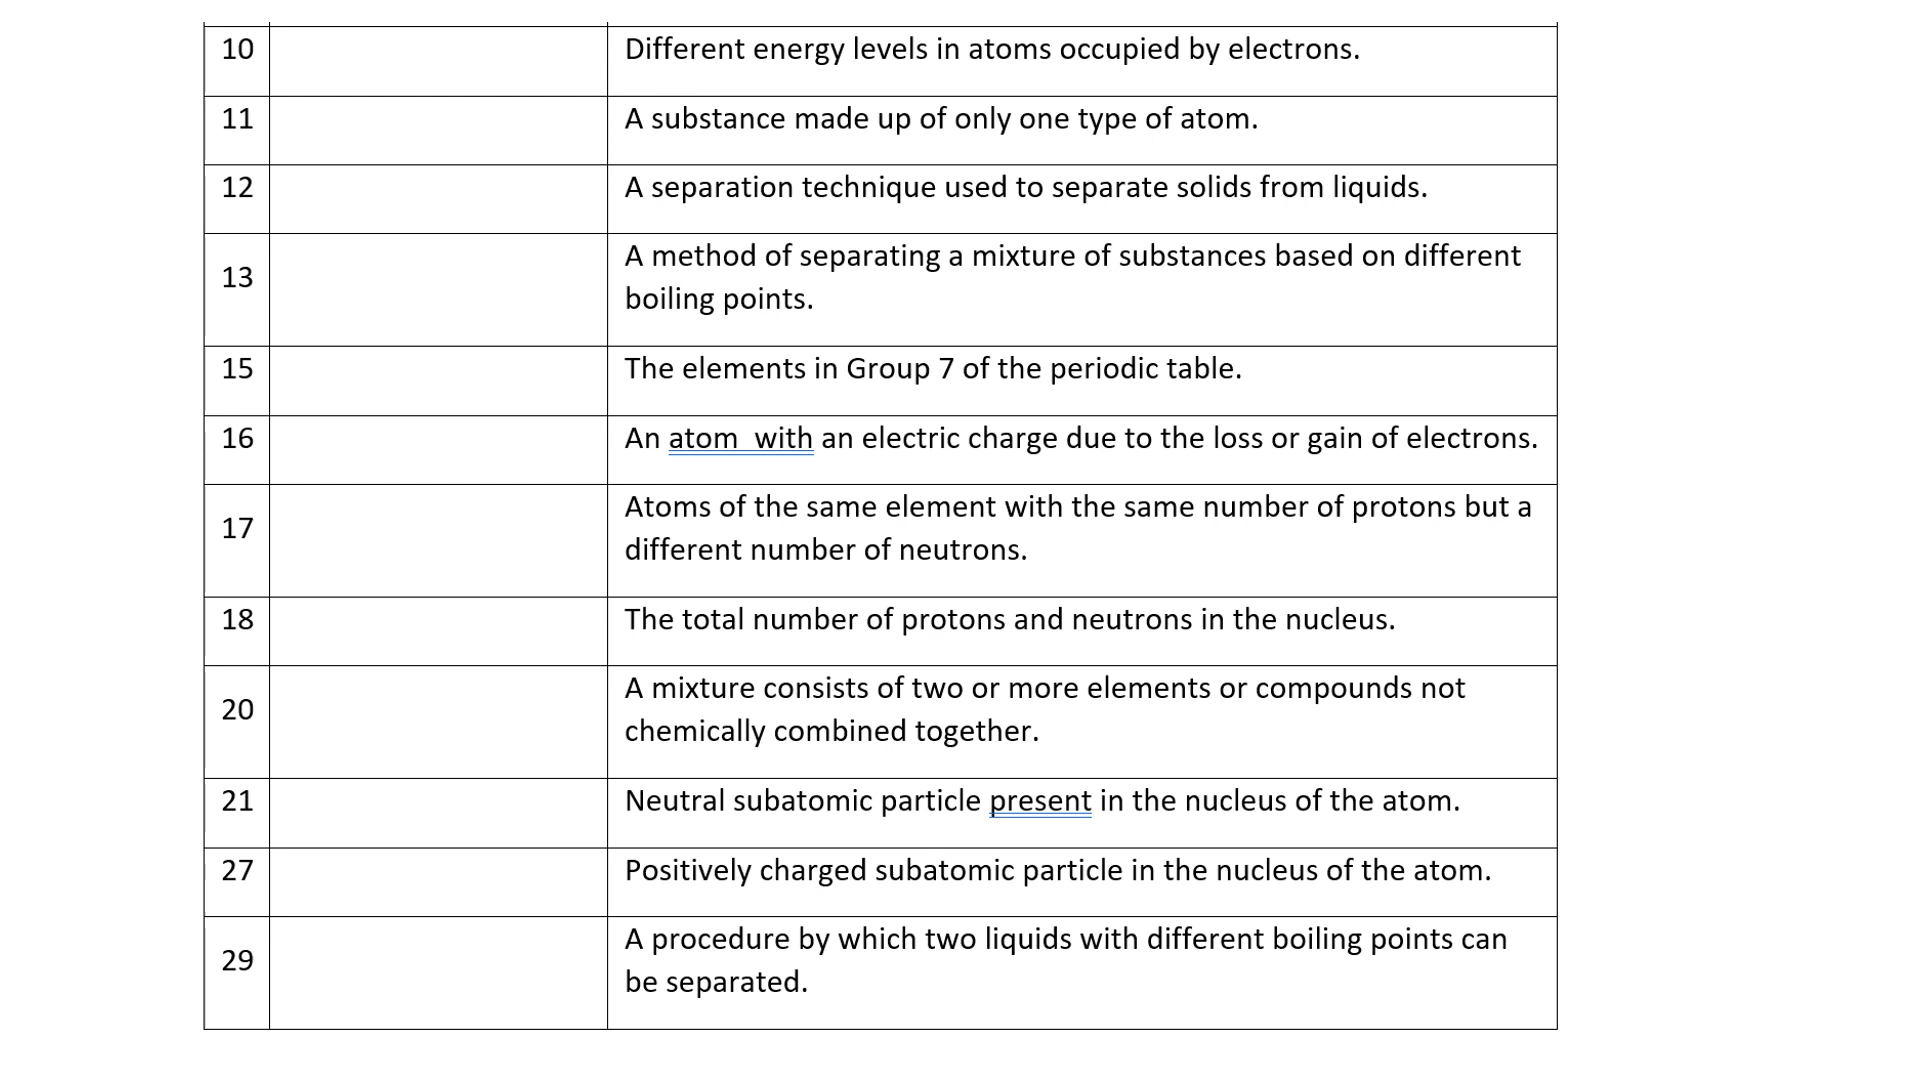 10 Different energy levels in atoms occupied by electrons.
11 A substance made up of only one type of atom.
12 A separation technique used to separate solids from liquids.
13 A method of separating a mixture of substances based on different
boiling points.
15 The elements in Group 7 of the periodic table.
16 An atom  with an electric charge due to the loss or gain of electrons.
17 Atoms of the same element with the same number of protons but a
different number of neutrons.
18 The total number of protons and neutrons in the nucleus.
20 A mixture consists of two or more elements or compounds not
chemically combined together.
21 Neutral subatomic particle present in the nucleus of the atom.
27 Positively charged subatomic particle in the nucleus of the atom.
29 A procedure by which two liquids with different boiling points can
be separated.